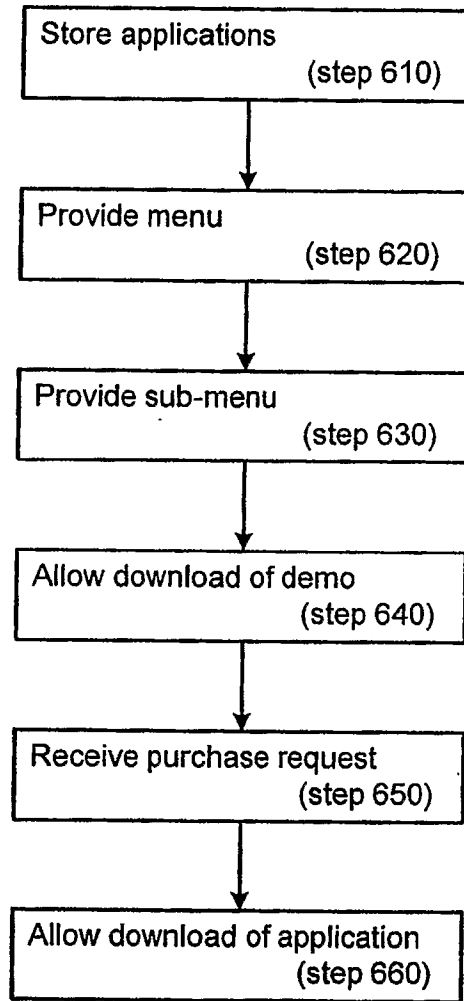 Store applications
(step 610)
Provide menu
(step 620)
Provide sub-menu
(step 630)
Allow download of demo
(step 640)
Receive purchase request
(step 650)
Allow download of application
(step 660)